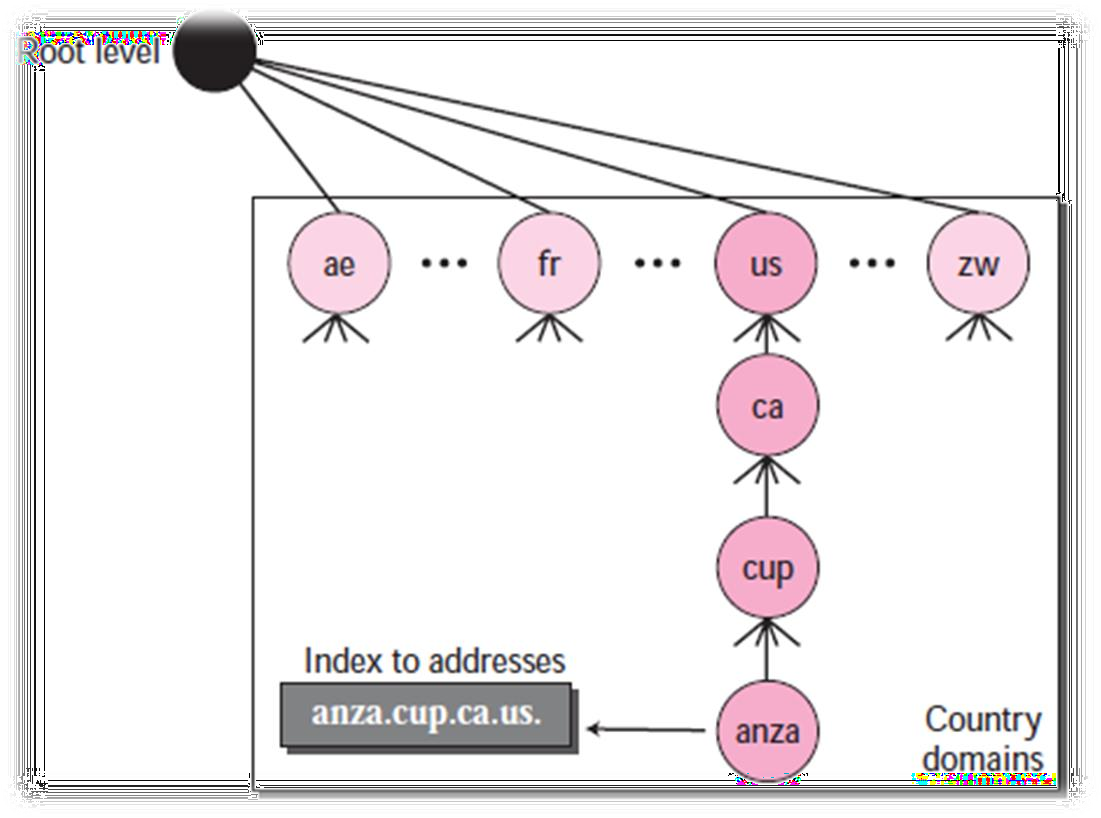 Root level
ae ... fr ... us ... zw
ca
cup
Index to addresses
anza.cup.ca.us.
anza
Country
domains